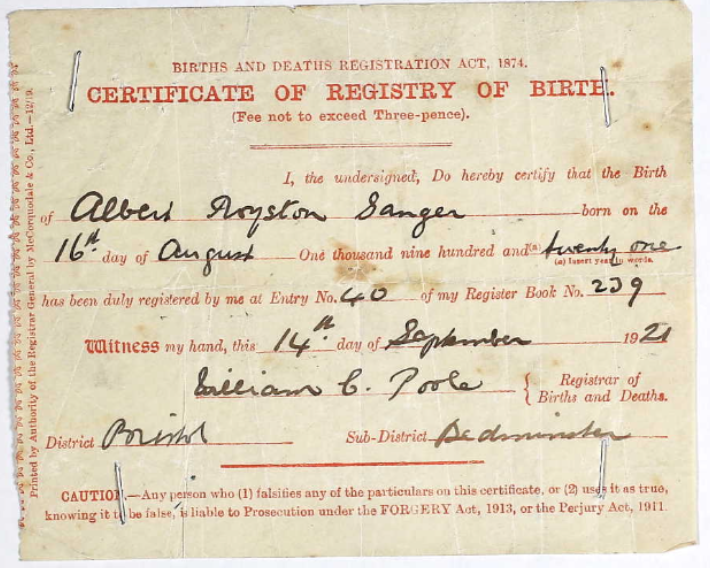 BIRTHS AND DEATHS REGISTRATION ACT, 1874.
CERTIFICATE OF REGISTRY OF BIRTH.
(Fee not to exceed Three-pence).
I, the undersigned, Do hereby certify that the Birth
of Albert Royston Sanger born on the
16th day of August One thousand nine hundred and (a) twenty one
(a) Insert year in words.
has been duly registered by me at Entry No. 40 of my Register Book No. 239
Witness my hand, this 14th day of September 1921
William C. Poole { Registrar of
Births and Deaths.
District Bristol Sub-District Bedminster
CAUTION.—Any person who (1) falsifies any of the particulars on this certificate, or (2) uses it as true,
knowing it to be false, is liable to Prosecution under the FORGERY Act, 1913, or the Perjury Act, 1911.
Printed by Authority of the Registrar General by McCorquodale & Co., Ltd.—12/19.